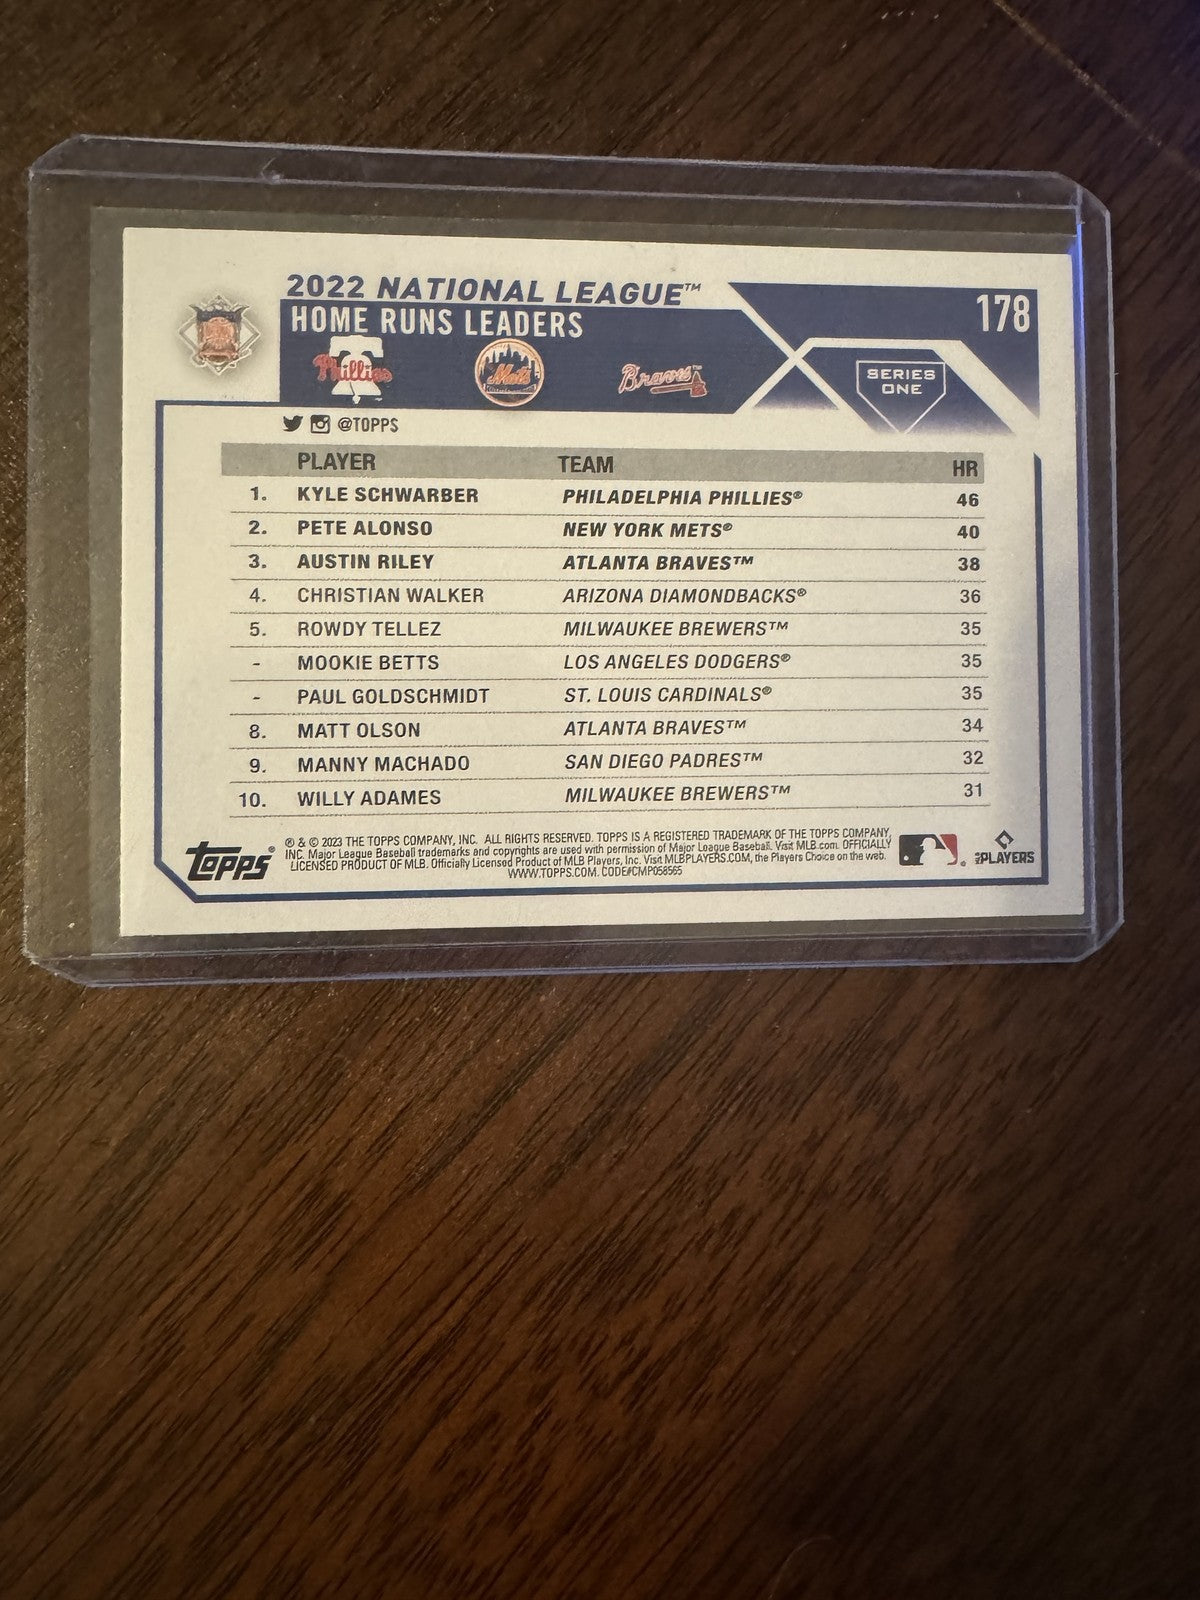 2022 NATIONAL LEAGUE™
HOME RUNS LEADERS
178
Phillies
Mets
Braves™
SERIES
ONE
@TOPPS
PLAYER TEAM HR
1. KYLE SCHWARBER PHILADELPHIA PHILLIES® 46
2. PETE ALONSO NEW YORK METS® 40
3. AUSTIN RILEY ATLANTA BRAVES™ 38
4. CHRISTIAN WALKER ARIZONA DIAMONDBACKS® 36
5. ROWDY TELLEZ MILWAUKEE BREWERS™ 35
- MOOKIE BETTS LOS ANGELES DODGERS® 35
- PAUL GOLDSCHMIDT ST. LOUIS CARDINALS® 35
8. MATT OLSON ATLANTA BRAVES™ 34
9. MANNY MACHADO SAN DIEGO PADRES™ 32
10. WILLY ADAMES MILWAUKEE BREWERS™ 31
TOPPS®
® & © 2023 THE TOPPS COMPANY, INC. ALL RIGHTS RESERVED. TOPPS IS A REGISTERED TRADEMARK OF THE TOPPS COMPANY,
INC. Major League Baseball trademarks and copyrights are used with permission of Major League Baseball. Visit MLB.com. OFFICIALLY
LICENSED PRODUCT OF MLB. Officially Licensed Product of MLB Players, Inc. Visit MLBPLAYERS.COM, the Players Choice on the web.
WWW.TOPPS.COM. CODE#CMP058565
MLB PLAYERS